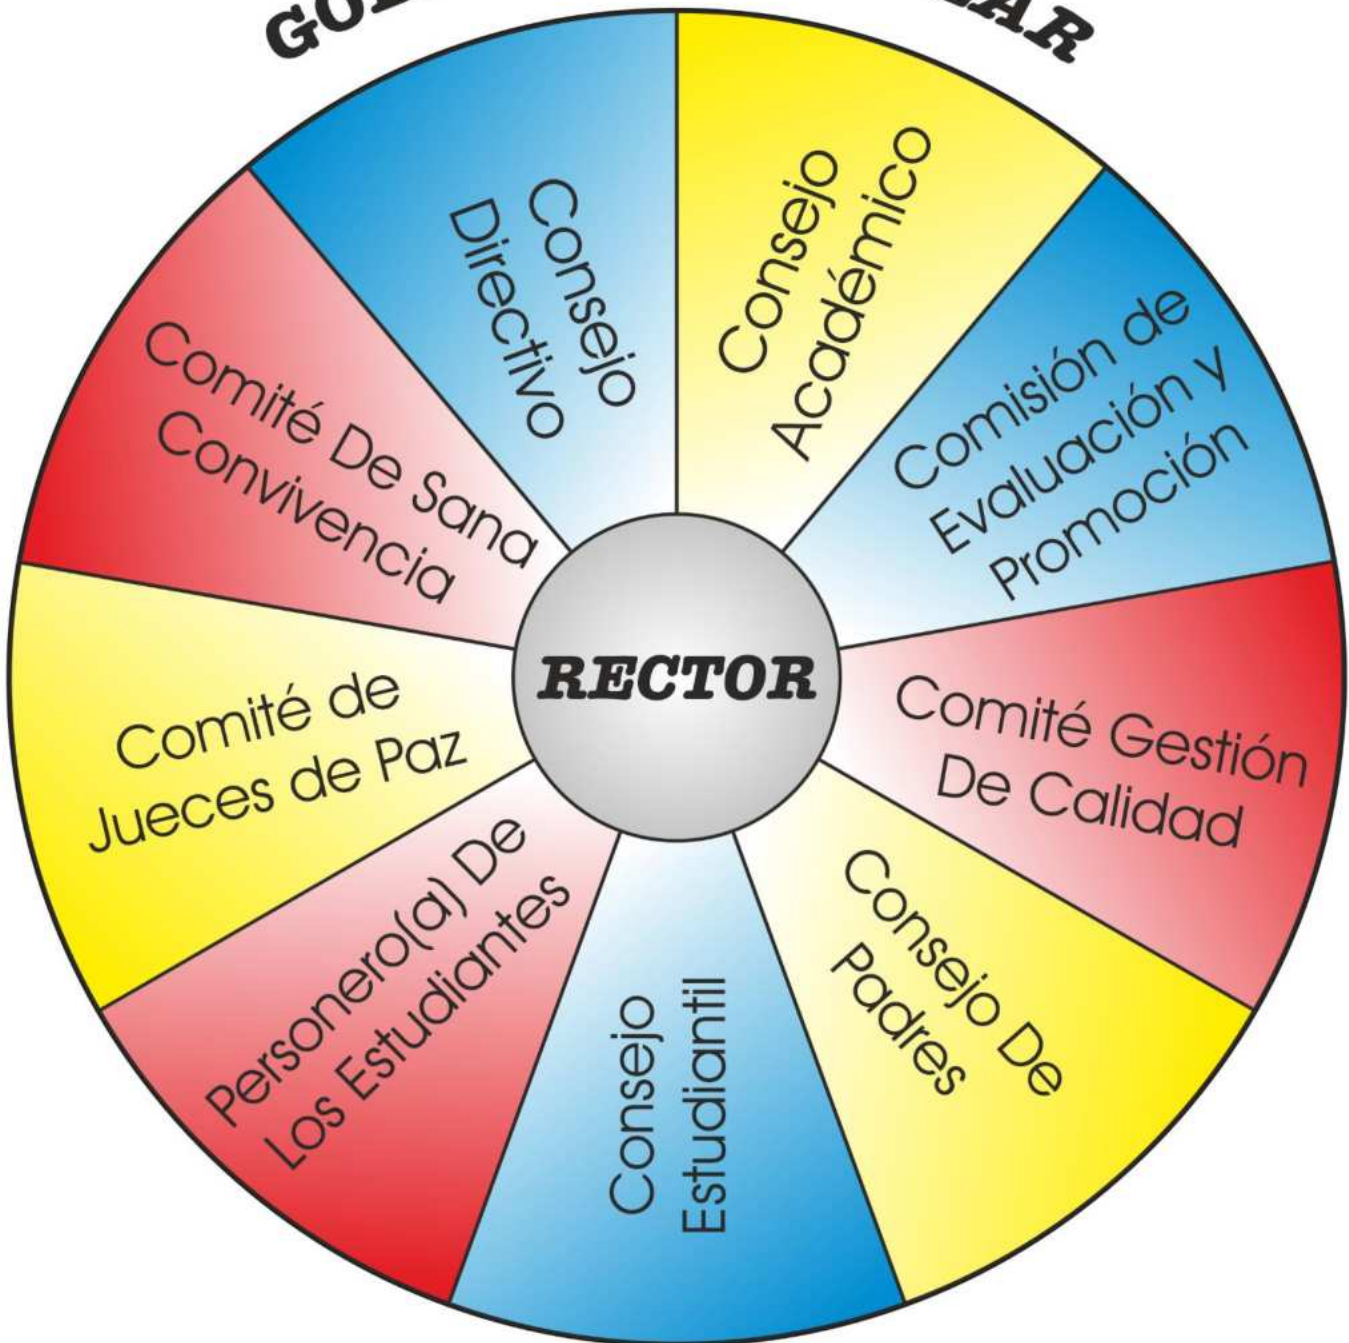 Consejo
Académico
Comisión de
Evaluación y
Promoción
Comité Gestión
De Calidad
Consejo De
Padres
Consejo
Estudiantil
Personero(a) De
Los Estudiantes
Comité de
Jueces de Paz
Comité De Sana
Convivencia
Consejo
Directivo
RECTOR